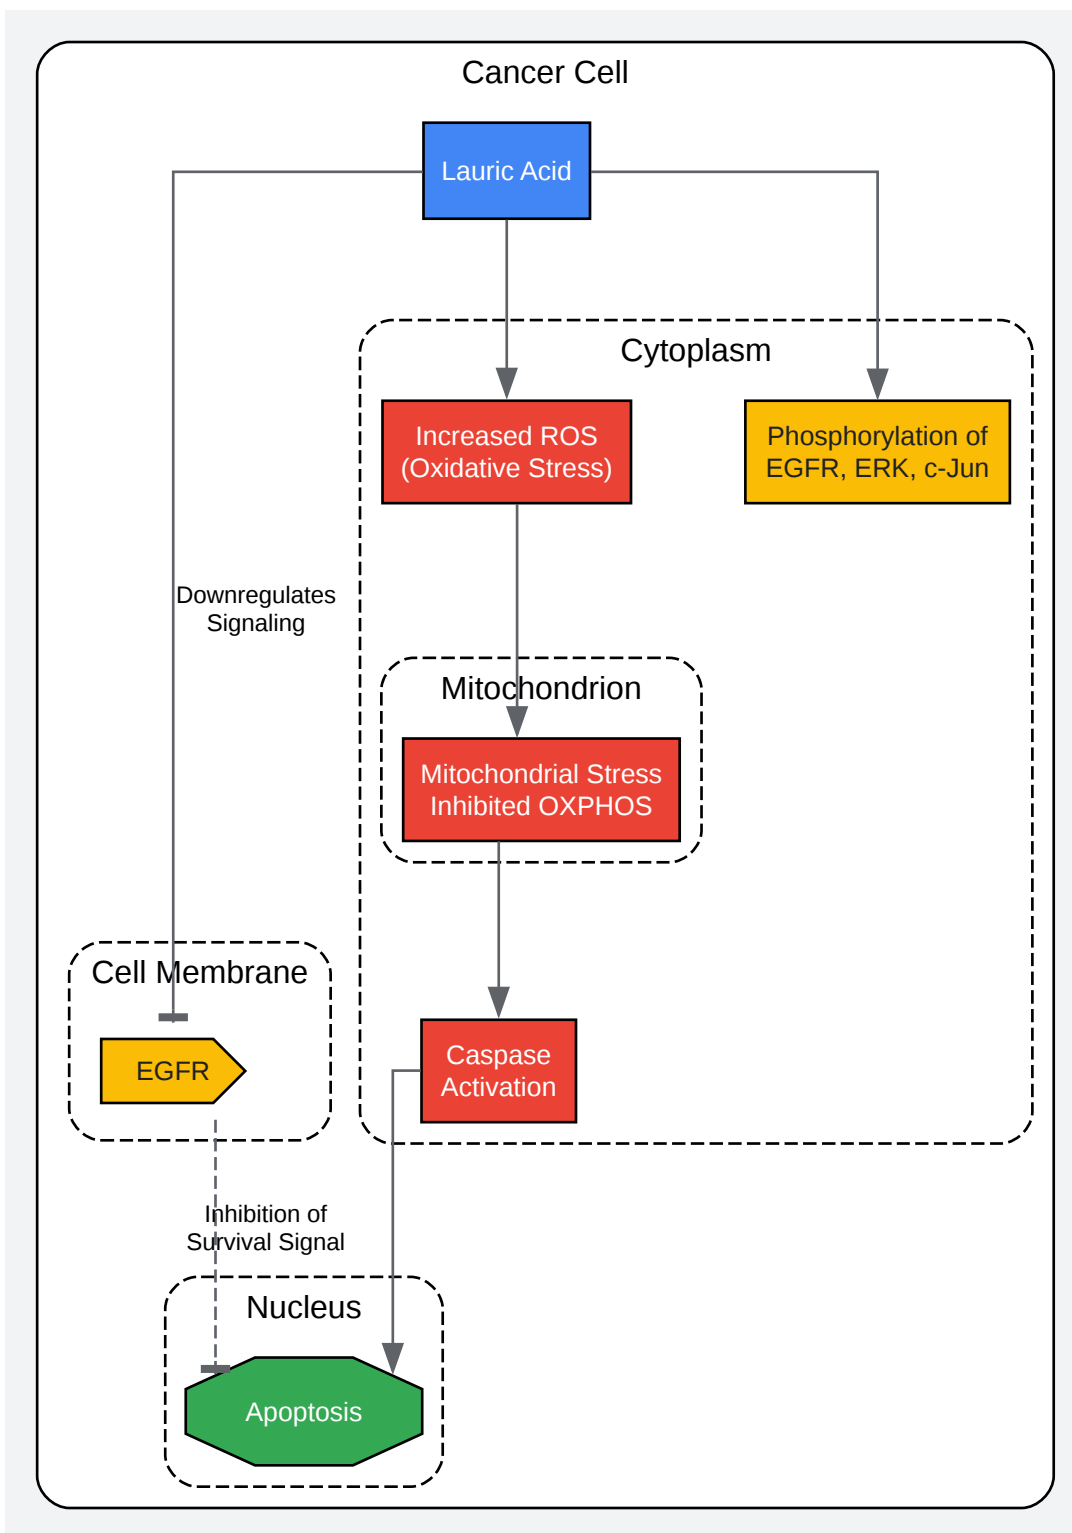 Cancer Cell
Lauric Acid
Cytoplasm
Increased ROS
(Oxidative Stress)
Phosphorylation of
EGFR, ERK, c-Jun
Downregulates
Signaling
Mitochondrion
Mitochondrial Stress
Inhibited OXPHOS
Cell Membrane
EGFR
Caspase
Activation
Inhibition of
Survival Signal
Nucleus
Apoptosis